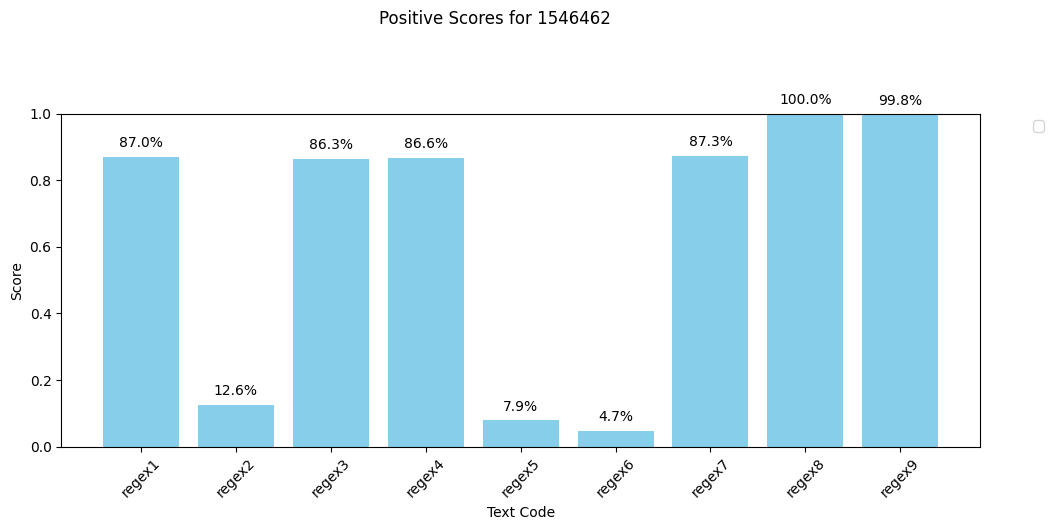 Positive Scores for 1546462
100.0%
99.8%
87.0%
86.3%
86.6%
87.3%
12.6%
7.9%
4.7%
1.0
0.8
0.6
0.4
0.2
0.0
Score
regex1
regex2
regex3
regex4
regex5
regex6
regex7
regex8
regex9
Text Code